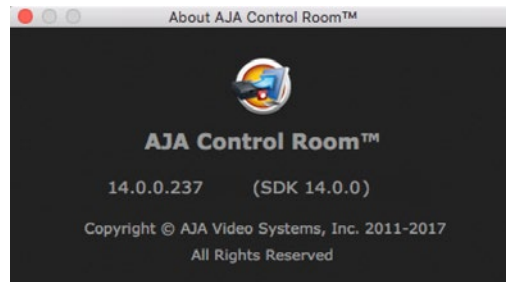 About AJA Control Room™
AJA Control Room™
14.0.0.237 (SDK 14.0.0)
Copyright © AJA Video Systems, Inc. 2011-2017
All Rights Reserved